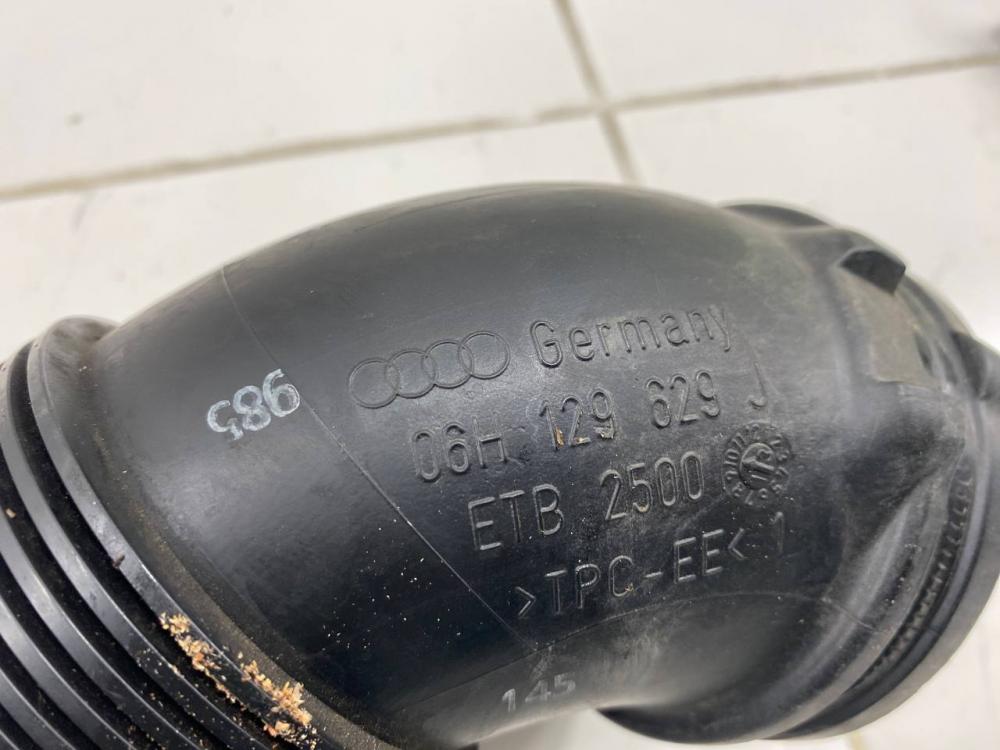 Germany
06H 129 629 J
ETB 2500
>TPC-EE< 1
985
145